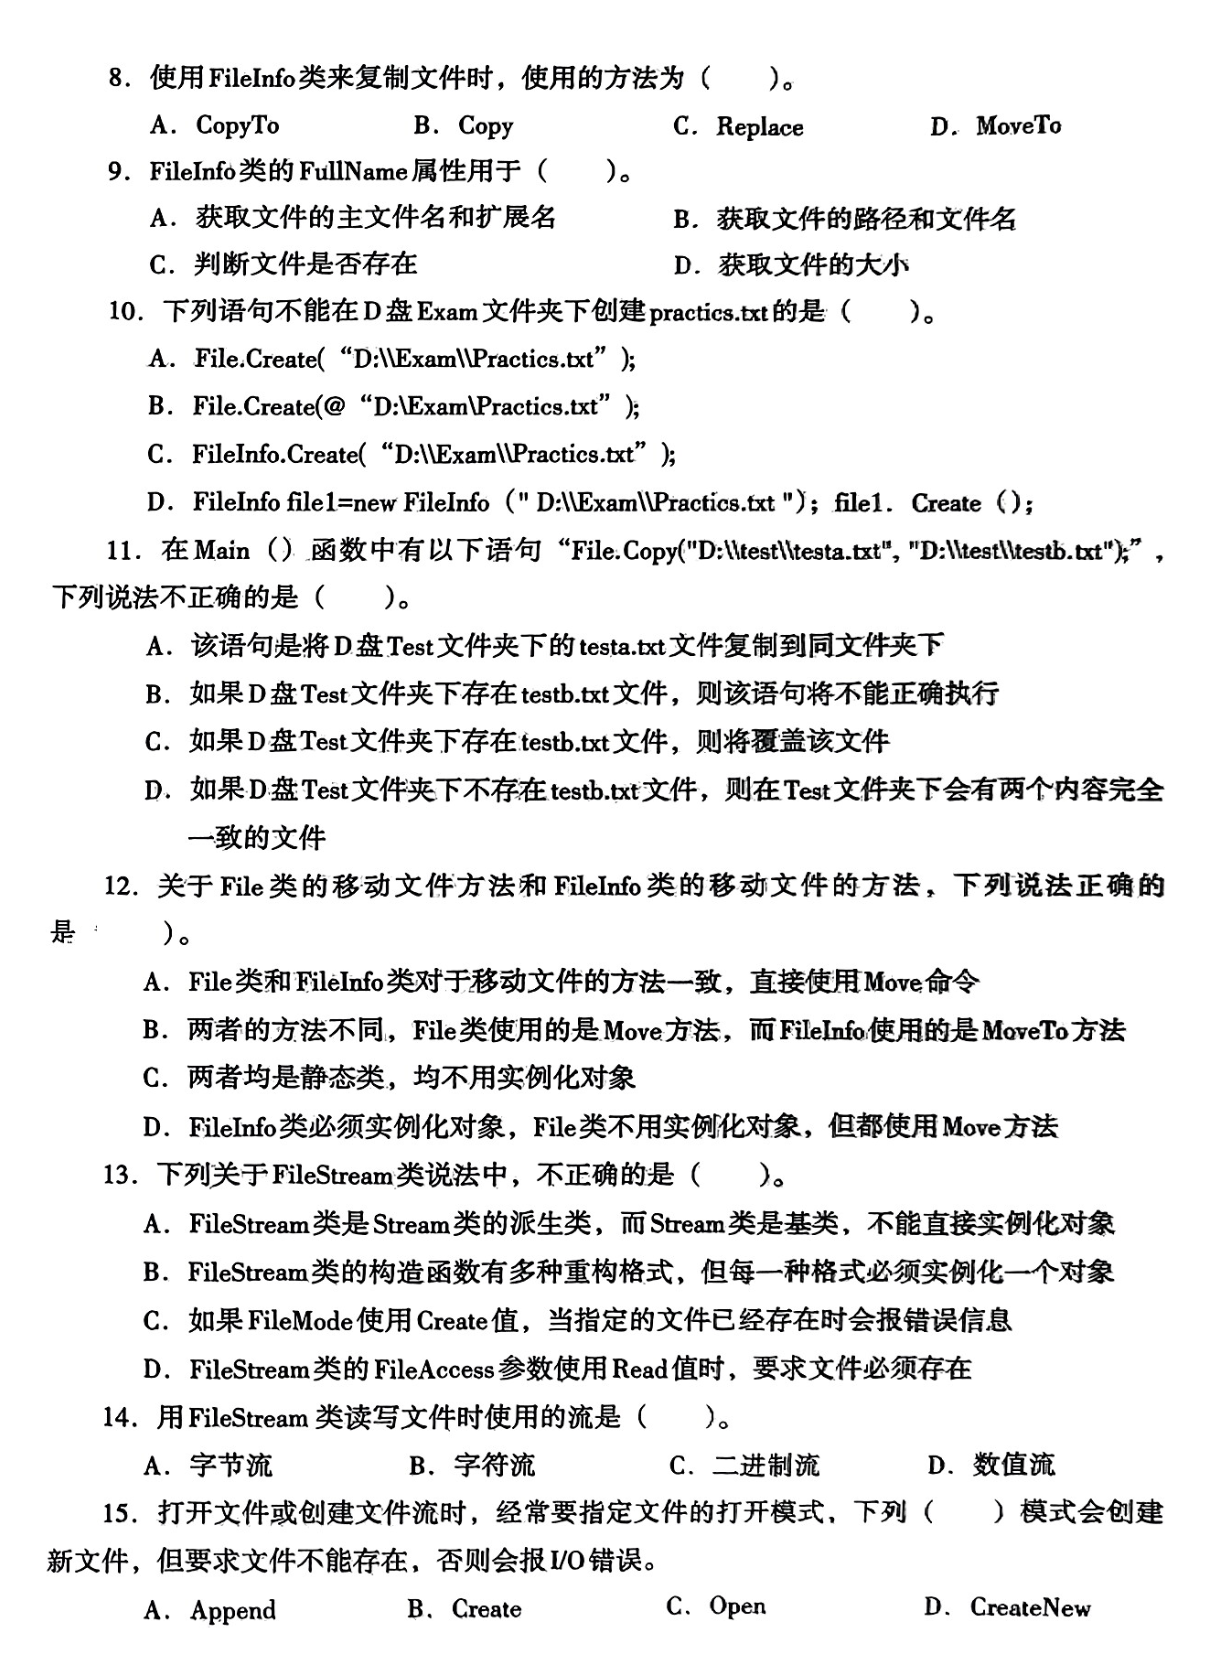 8．使用FileInfo类来复制文件时，使用的方法为（　　）。
A．CopyTo　　B．Copy　　C．Replace　　D．MoveTo
9．FileInfo类的FullName属性用于（　　）。
A．获取文件的主文件名和扩展名　　B．获取文件的路径和文件名
C．判断文件是否存在　　D．获取文件的大小
10．下列语句不能在D盘Exam文件夹下创建practics.txt的是（　　）。
A．File.Create( “D:\\Exam\\Practics.txt” );
B．File.Create(@ “D:\Exam\Practics.txt” );
C．FileInfo.Create( “D:\\Exam\\Practics.txt” );
D．FileInfo file1=new FileInfo（" D:\\Exam\\Practics.txt "）；file1．Create（）；
11．在Main（）函数中有以下语句“File.Copy("D:\\test\\testa.txt", "D:\\test\\testb.txt");”，
下列说法不正确的是（　　）。
A．该语句是将D盘Test文件夹下的testa.txt文件复制到同文件夹下
B．如果D盘Test文件夹下存在testb.txt文件，则该语句将不能正确执行
C．如果D盘Test文件夹下存在testb.txt文件，则将覆盖该文件
D．如果D盘Test文件夹下不存在testb.txt文件，则在Test文件夹下会有两个内容完全
一致的文件
12．关于File类的移动文件方法和FileInfo类的移动文件的方法，下列说法正确的
是　　）。
A．File类和FileInfo类对于移动文件的方法一致，直接使用Move命令
B．两者的方法不同，File类使用的是Move方法，而FileInfo使用的是MoveTo方法
C．两者均是静态类，均不用实例化对象
D．FileInfo类必须实例化对象，File类不用实例化对象，但都使用Move方法
13．下列关于FileStream类说法中，不正确的是（　　）。
A．FileStream类是Stream类的派生类，而Stream类是基类，不能直接实例化对象
B．FileStream类的构造函数有多种重构格式，但每一种格式必须实例化一个对象
C．如果FileMode使用Create值，当指定的文件已经存在时会报错误信息
D．FileStream类的FileAccess参数使用Read值时，要求文件必须存在
14．用FileStream类读写文件时使用的流是（　　）。
A．字节流　　B．字符流　　C．二进制流　　D．数值流
15．打开文件或创建文件流时，经常要指定文件的打开模式，下列（　　）模式会创建
新文件，但要求文件不能存在，否则会报I/O错误。
A．Append　　B．Create　　C．Open　　D．CreateNew